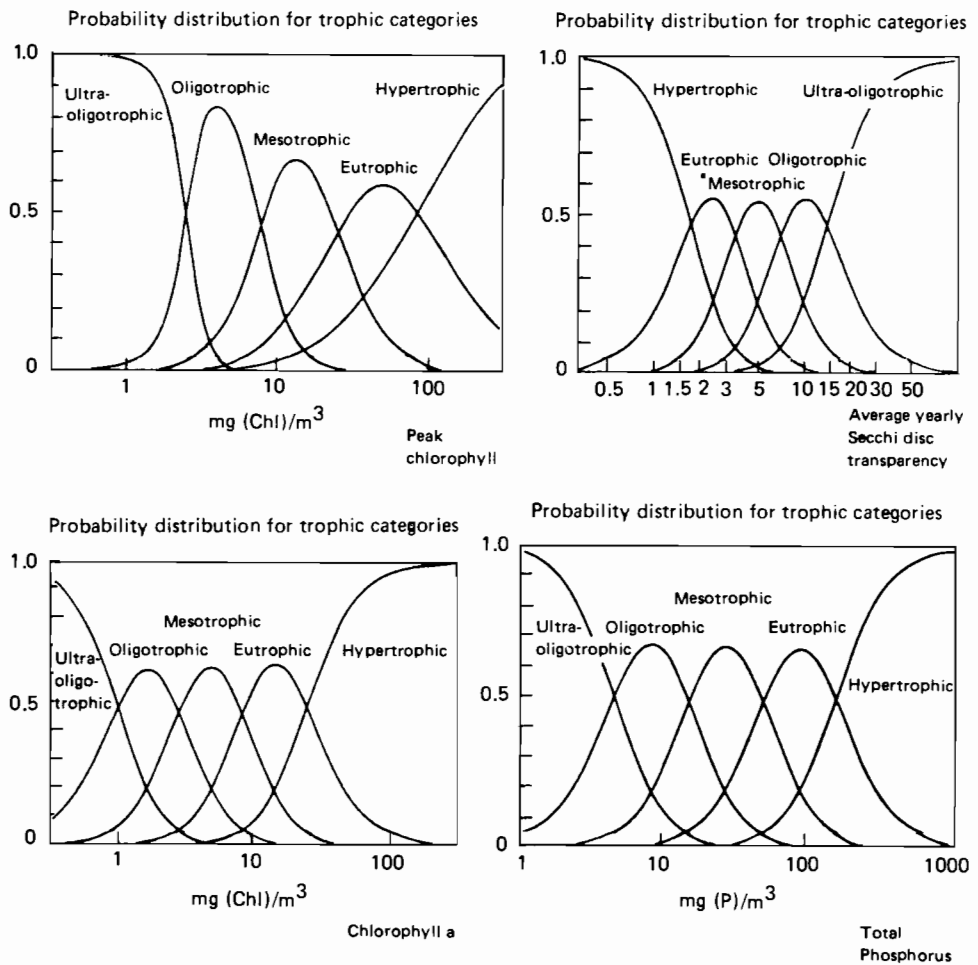 Probability distribution for trophic categories
1.0
0.5
0
Ultra-
oligotrophic
Oligotrophic
Mesotrophic
Eutrophic
Hypertrophic
1 10 100
mg (Chl)/m³
Peak
chlorophyll
Probability distribution for trophic categories
1.0
0.5
0
Hypertrophic
Ultra-oligotrophic
Eutrophic Oligotrophic
Mesotrophic
0.5 1 1.5 2 3 5 10 15 20 30 50
Average yearly
Secchi disc
transparency
Probability distribution for trophic categories
1.0
0.5
0
Mesotrophic
Ultra-
oligo-
trophic
Oligotrophic
Eutrophic
Hypertrophic
1 10 100
mg (Chl)/m³
Chlorophyll a
Probability distribution for trophic categories
1.0
0.5
0
Mesotrophic
Ultra-
oligotrophic
Oligotrophic
Eutrophic
Hypertrophic
1 10 100 1000
mg (P)/m³
Total
Phosphorus